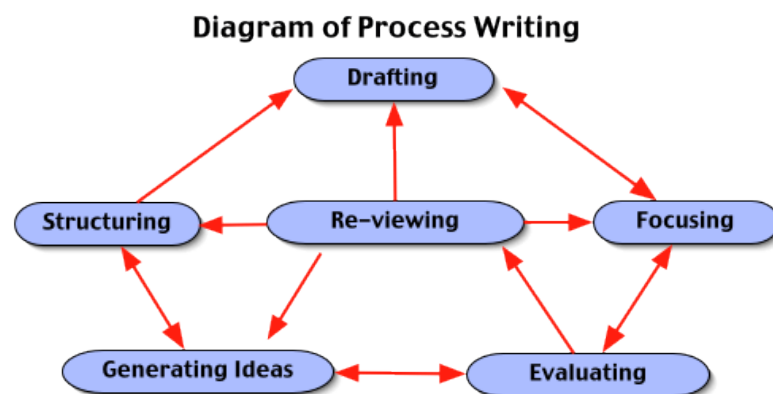 Diagram of Process Writing
Drafting
Structuring
Re-viewing
Focusing
Generating Ideas
Evaluating